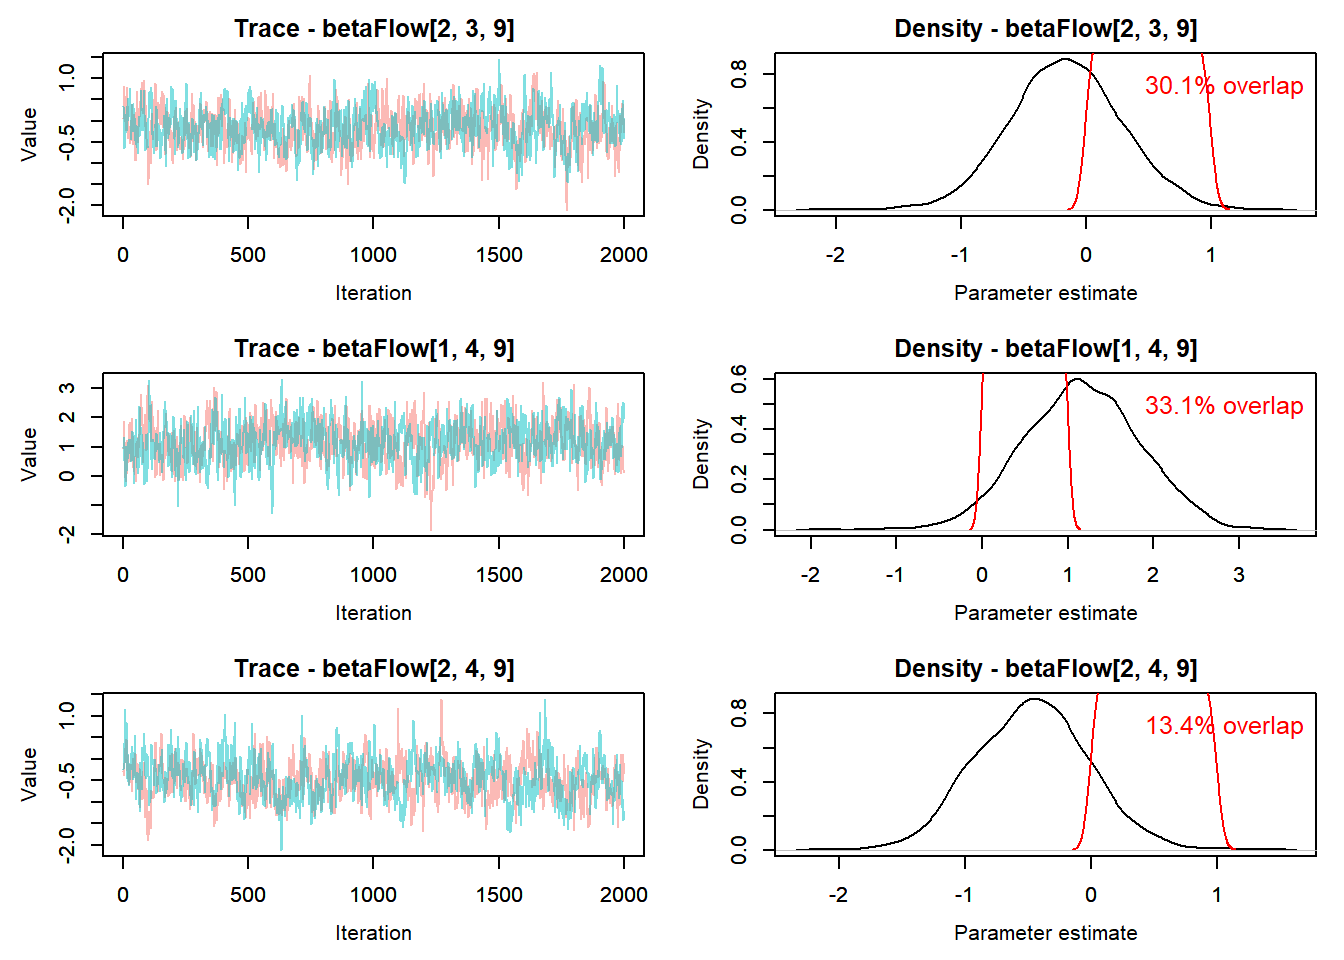 Trace - betaFlow[2, 3, 9]
Value
1.0
-0.5
-2.0
0 500 1000 1500 2000
Iteration
Density - betaFlow[2, 3, 9]
Density
0.8
0.4
0.0
30.1% overlap
-2 -1 0 1
Parameter estimate
Trace - betaFlow[1, 4, 9]
Value
3
2
1
0
-2
0 500 1000 1500 2000
Iteration
Density - betaFlow[1, 4, 9]
Density
0.6
0.4
0.2
0.0
33.1% overlap
-2 -1 0 1 2 3
Parameter estimate
Trace - betaFlow[2, 4, 9]
Value
1.0
-0.5
-2.0
0 500 1000 1500 2000
Iteration
Density - betaFlow[2, 4, 9]
Density
0.8
0.4
0.0
13.4% overlap
-2 -1 0 1
Parameter estimate